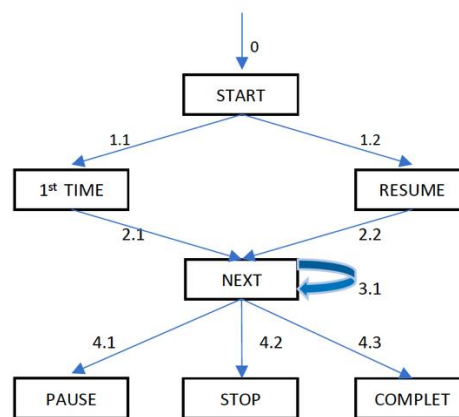 0
START
1.1
1.2
1st TIME
RESUME
2.1
2.2
NEXT
3.1
4.1
4.2
4.3
PAUSE
STOP
COMPLET